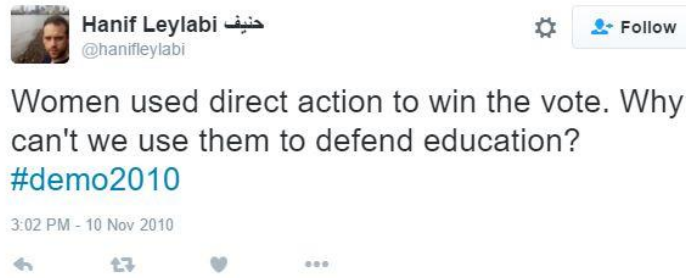 Hanif Leylabi حنيف
@hanifleylabi
Follow
Women used direct action to win the vote. Why
can't we use them to defend education?
#demo2010
3:02 PM - 10 Nov 2010